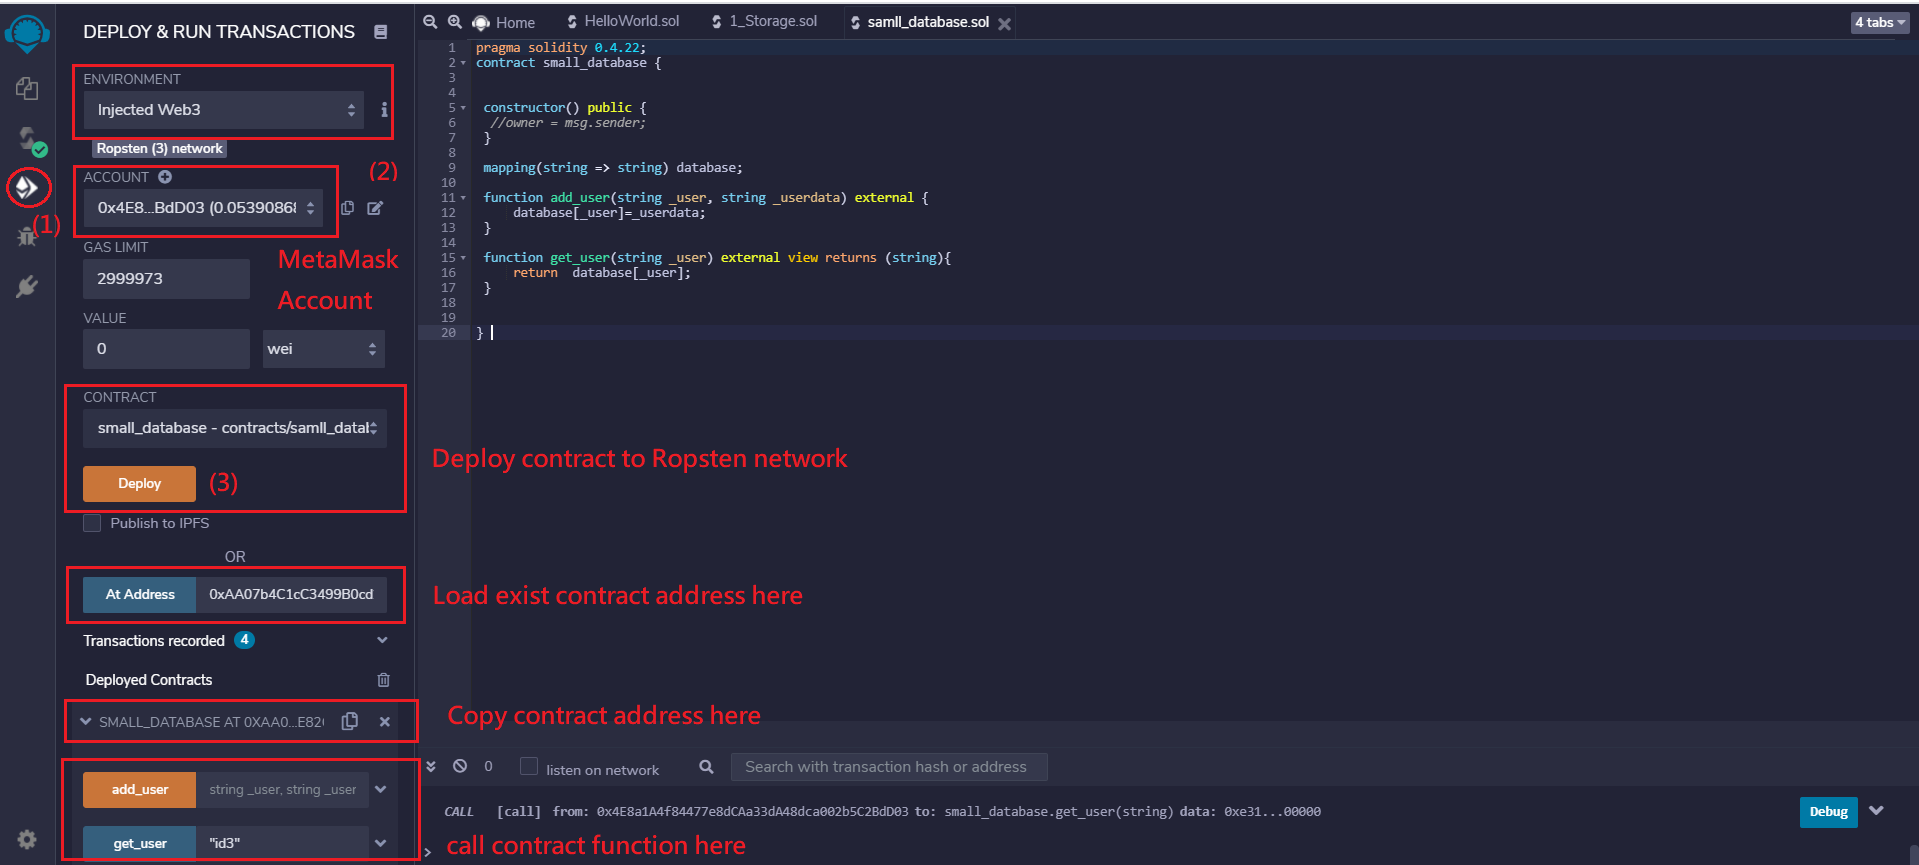 DEPLOY & RUN TRANSACTIONS
ENVIRONMENT
Injected Web3
Ropsten (3) network
(2)
ACCOUNT
0x4E8...BdD03 (0.0539086
(1)
GAS LIMIT
2999973
MetaMask
Account
VALUE
0
wei
CONTRACT
small_database - contracts/samll_datab
Deploy
(3)
Publish to IPFS
OR
At Address
0xAA07b4C1cC3499B0cd
Transactions recorded 4
Deployed Contracts
SMALL_DATABASE AT 0XAA0...E82
add_user
string _user, string _user
get_user
"id3"
Home
HelloWorld.sol
1_Storage.sol
samll_database.sol
4 tabs
1 pragma solidity 0.4.22;
2 contract small_database {
3
4
5 constructor() public {
6 //owner = msg.sender;
7 }
8
9 mapping(string => string) database;
10
11 function add_user(string _user, string _userdata) external {
12 database[_user]=_userdata;
13 }
14
15 function get_user(string _user) external view returns (string){
16 return database[_user];
17 }
18
19
20 }
Deploy contract to Ropsten network
Load exist contract address here
Copy contract address here
0
listen on network
Search with transaction hash or address
CALL [call] from: 0x4E8a1A4f84477e8dCAa33dA48dca002b5C2BdD03 to: small_database.get_user(string) data: 0xe31...00000
Debug
> call contract function here